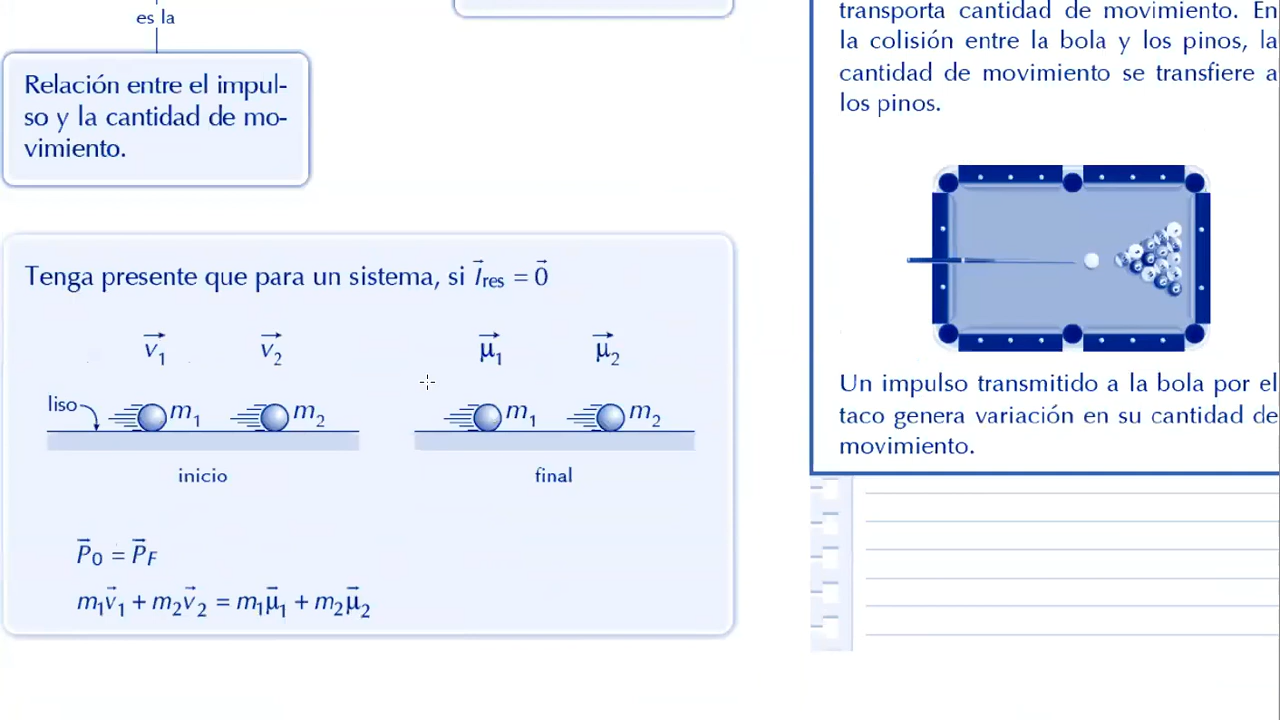 es la
Relación entre el impul-
so y la cantidad de mo-
vimiento.
Tenga presente que para un sistema, si I⃗res = 0⃗
v⃗1 v⃗2 μ⃗1 μ⃗2
liso m1 m2 m1 m2
inicio final
P⃗0 = P⃗F
m1v⃗1 + m2v⃗2 = m1μ⃗1 + m2μ⃗2
transporta cantidad de movimiento. En
la colisión entre la bola y los pinos, la
cantidad de movimiento se transfiere a
los pinos.
Un impulso transmitido a la bola por el
taco genera variación en su cantidad de
movimiento.